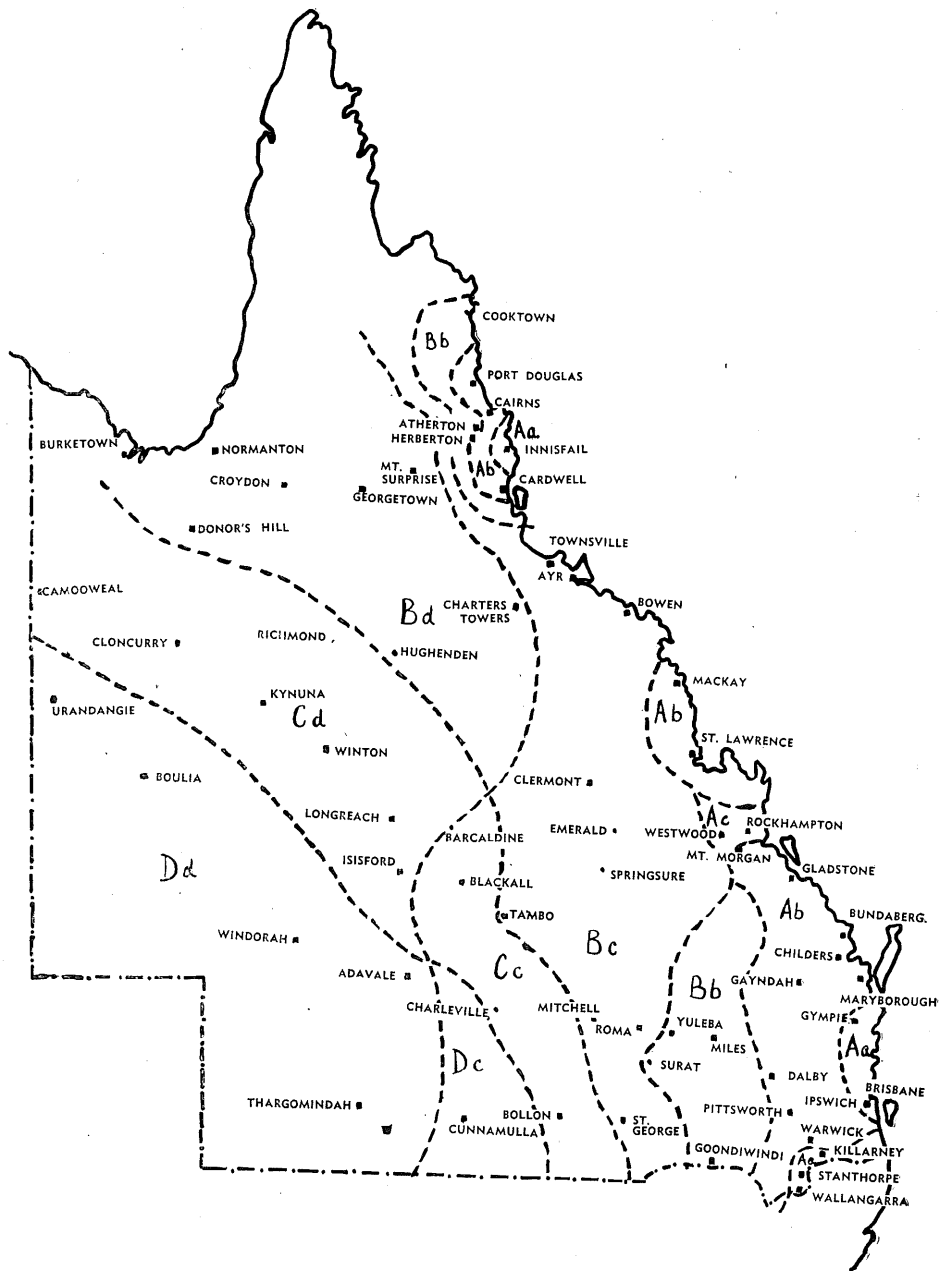 COOKTOWN
Bb
PORT DOUGLAS
CAIRNS
ATHERTON
HERBERTON
Aa
INNISFAIL
BURKETOWN
NORMANTON
MT.
SURPRISE
Ab
CARDWELL
CROYDON
GEORGETOWN
DONOR'S HILL
TOWNSVILLE
AYR
CAMOOWEAL
Bd
CHARTERS
TOWERS
BOWEN
CLONCURRY
RICHMOND
HUGHENDEN
MACKAY
URANDANGIE
KYNUNA
Cd
Ab
WINTON
ST. LAWRENCE
BOULIA
CLERMONT
LONGREACH
BARCALDINE
EMERALD
Ac
WESTWOOD
ROCKHAMPTON
MT. MORGAN
ISISFORD
Dd
BLACKALL
SPRINGSURE
GLADSTONE
TAMBO
Ab
BUNDABERG.
WINDORAH
Bc
CHILDERS
ADAVALE
Cc
Bb
GAYNDAH
MARYBOROUGH
CHARLEVILLE
MITCHELL
ROMA
YULEBA
MILES
GYMPIE
Aa
Dc
SURAT
DALBY
BRISBANE
THARGOMINDAH
BOLLON
CUNNAMULLA
ST.
GEORGE
PITTSWORTH
IPSWICH
WARWICK
GOONDIWINDI
KILLARNEY
STANTHORPE
WALLANGARRA